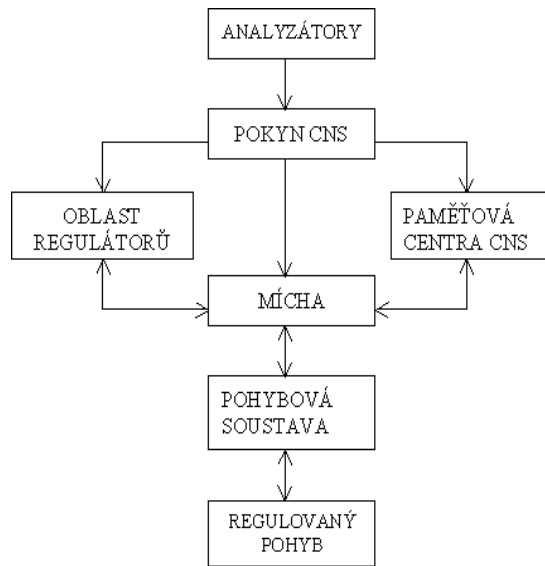 ANALYZÁTORY
POKYN CNS
OBLAST
REGULÁTORŮ
PAMĚŤOVÁ
CENTRA CNS
MÍCHA
POHYBOVÁ
SOUSTAVA
REGULOVANÝ
POHYB